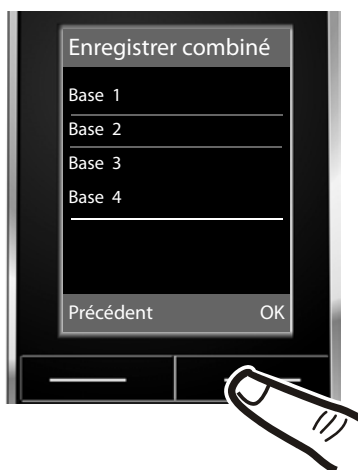 Enregistrer combiné
Base 1
Base 2
Base 3
Base 4
Précédent OK